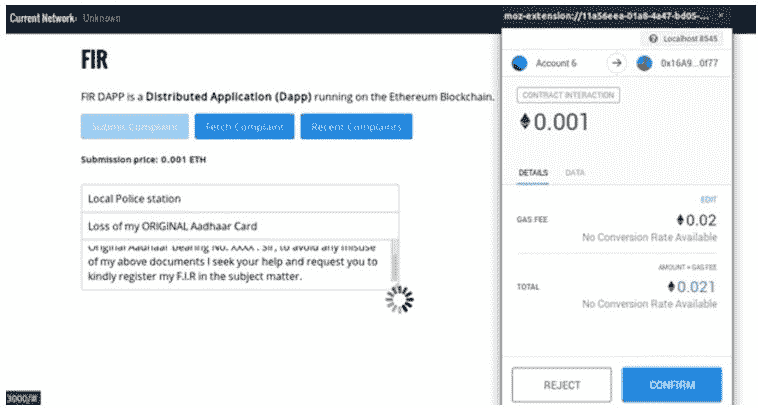 Current Network: Unknown
FIR
FIR DAPP is a Distributed Application (Dapp) running on the Ethereum Blockchain.
Submit Complaint Fetch Complaint Recent Complaints
Submission price: 0.001 ETH
Local Police station
Loss of my ORIGINAL Aadhaar Card
Original Aadhaar bearing No. XXXX . Sir, to avoid any misuse
of my above documents I seek your help and request you to
kindly register my F.I.R in the subject matter.
3000/#
moz-extension://11a56eea-01a8-4a47-bd05-...
Localhost 8545
Account 6 0x16A9...0f77
CONTRACT INTERACTION
0.001
DETAILS DATA
EDIT
GAS FEE 0.02
No Conversion Rate Available
AMOUNT + GAS FEE
TOTAL 0.021
No Conversion Rate Available
REJECT CONFIRM